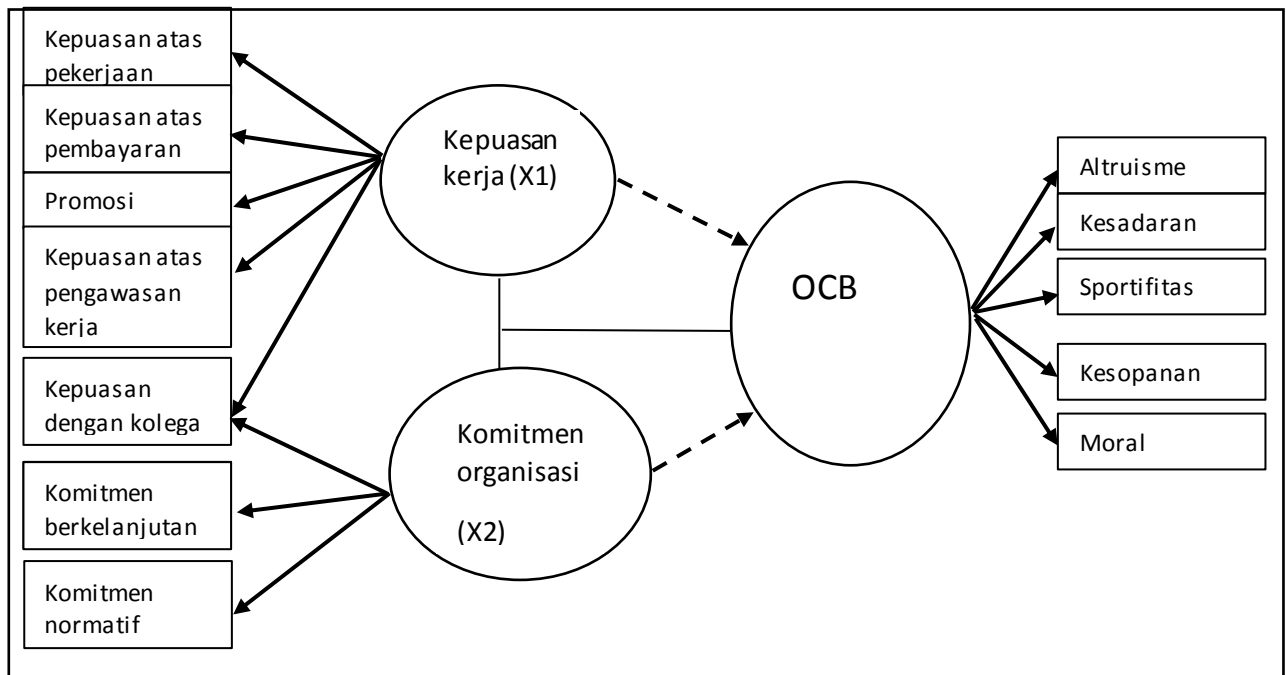 Kepuasan atas
pekerjaan
Kepuasan atas
pembayaran
Promosi
Kepuasan atas
pengawasan
kerja
Kepuasan
dengan kolega
Komitmen
berkelanjutan
Komitmen
normatif
Kepuasan
kerja (X1)
Komitmen
organisasi
(X2)
OCB
Altruisme
Kesadaran
Sportifitas
Kesopanan
Moral